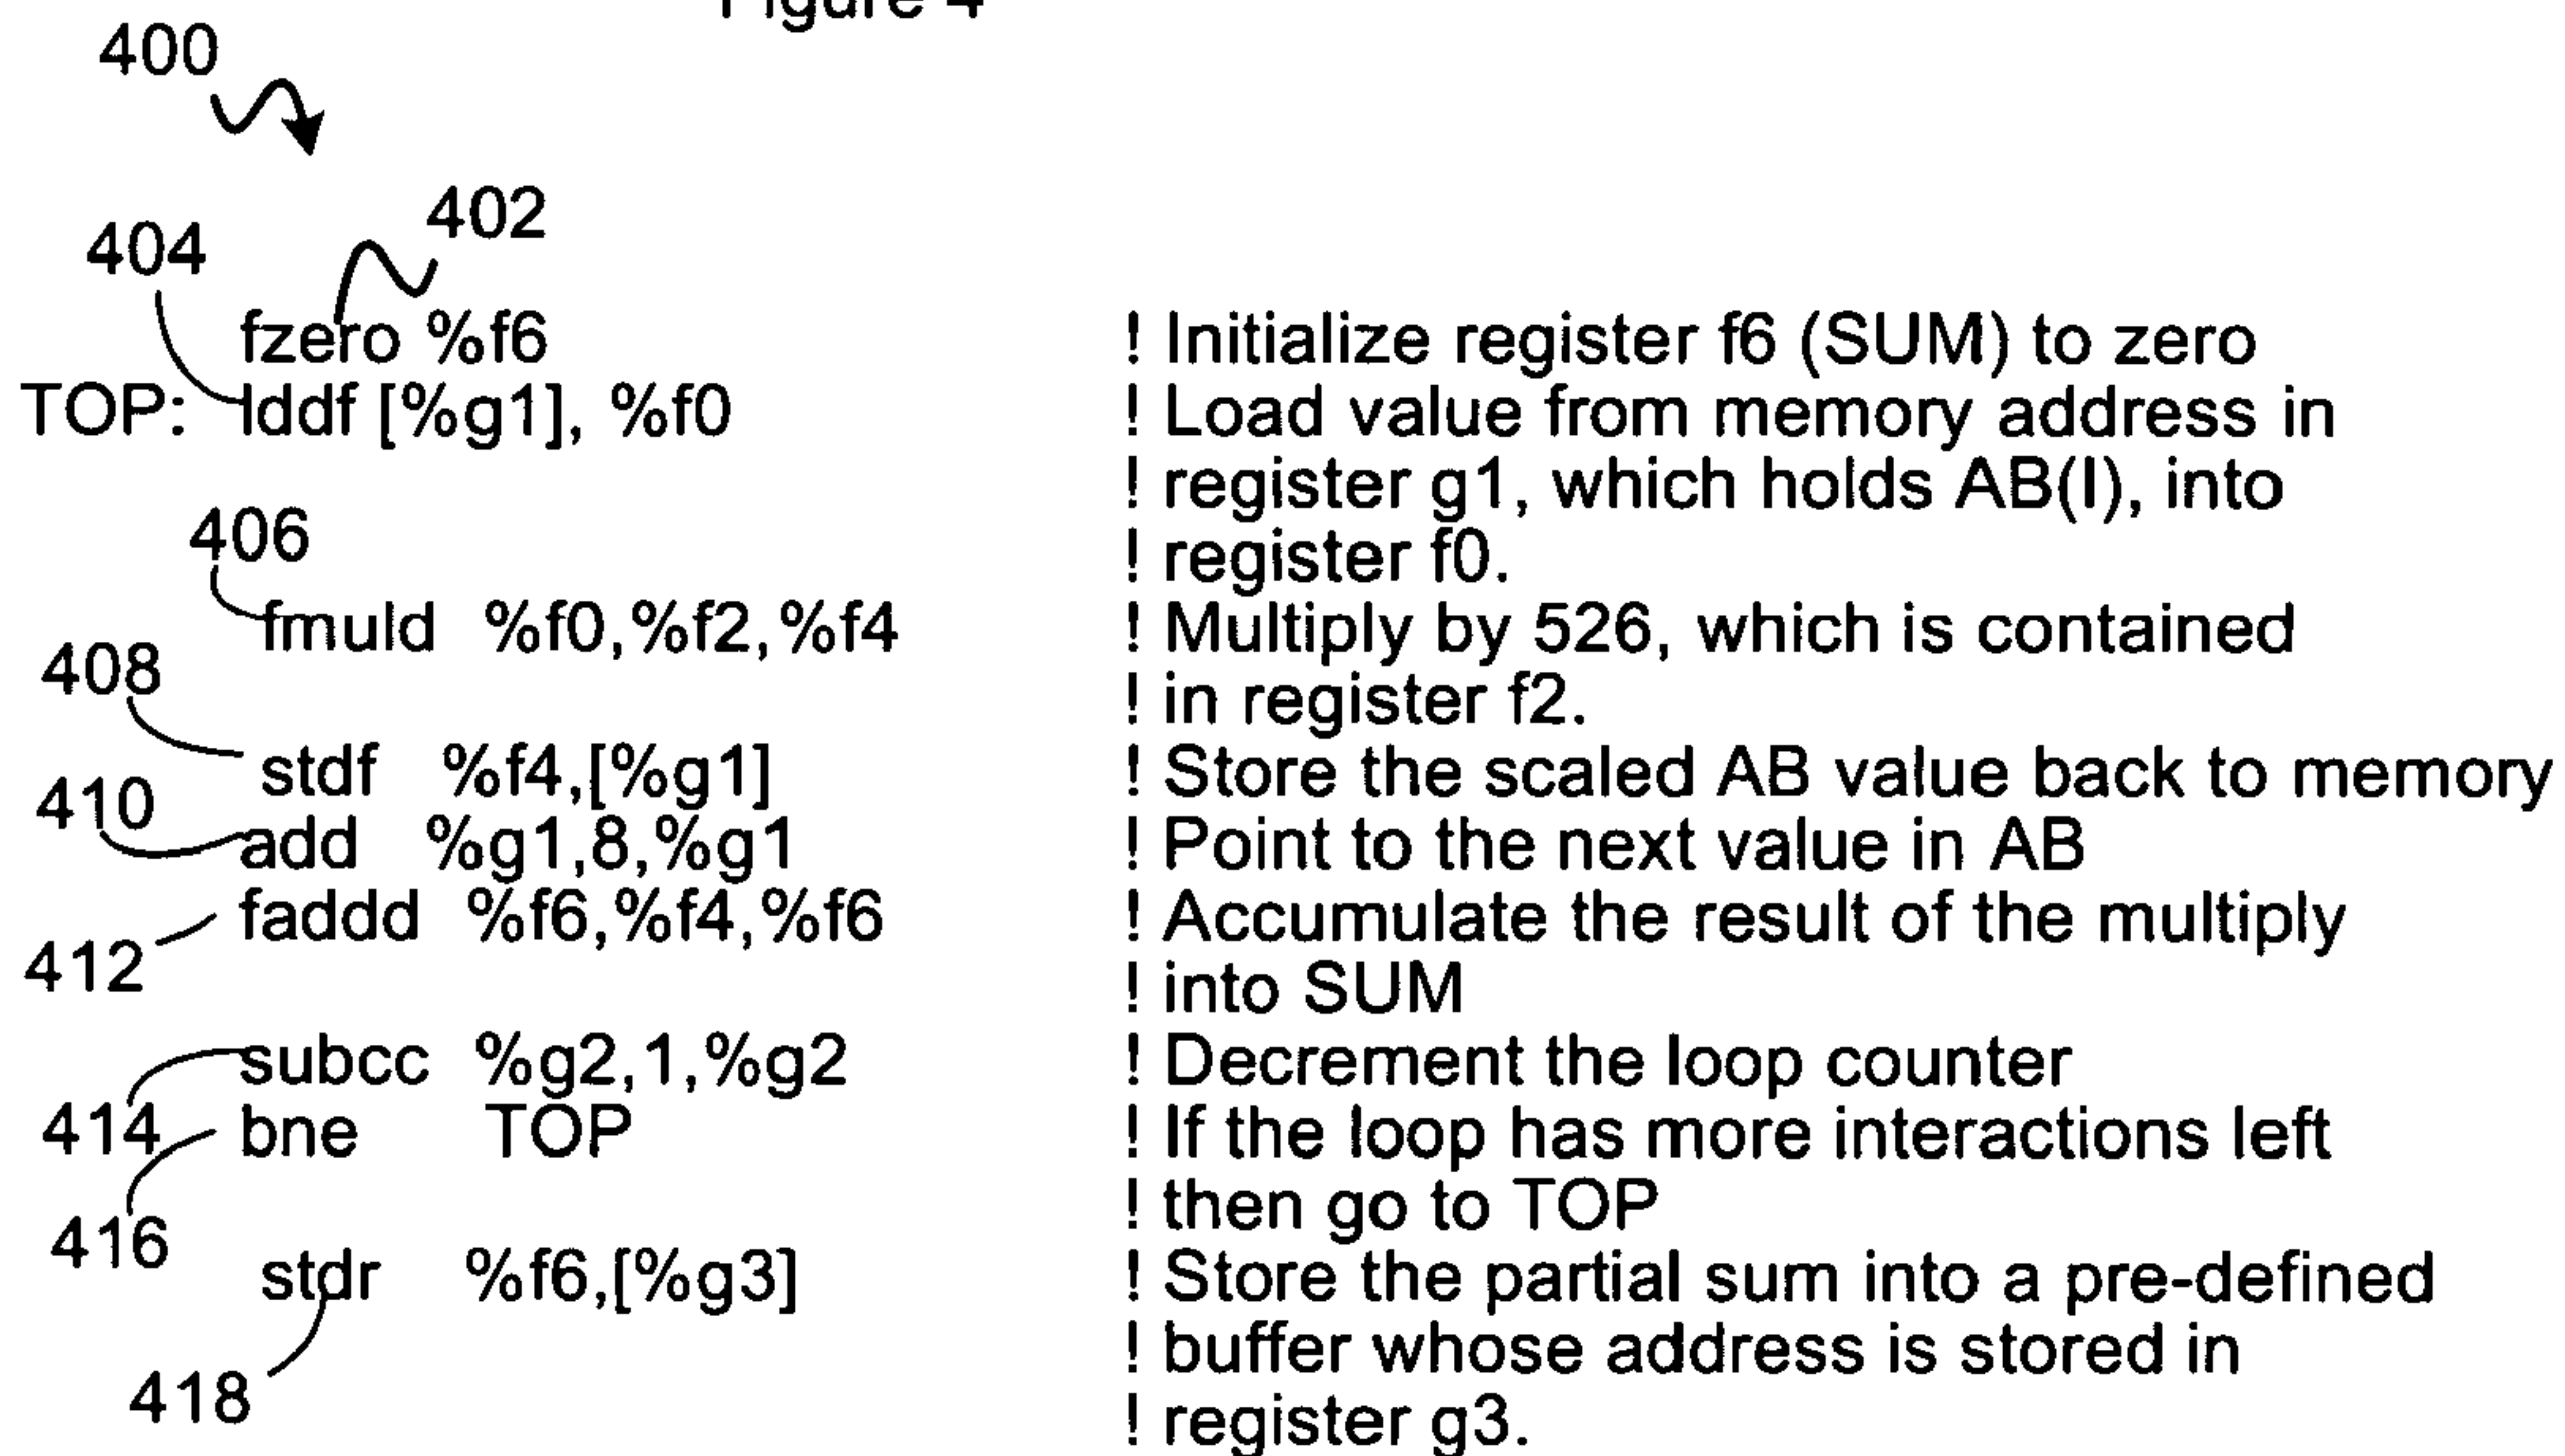 Figure 4
400
402
404
fzero %f6 ! Initialize register f6 (SUM) to zero
TOP: lddf [%g1], %f0 ! Load value from memory address in
! register g1, which holds AB(I), into
406 ! register f0.
fmuld %f0,%f2,%f4 ! Multiply by 526, which is contained
408 ! in register f2.
stdf %f4,[%g1] ! Store the scaled AB value back to memory
410 add %g1,8,%g1 ! Point to the next value in AB
faddd %f6,%f4,%f6 ! Accumulate the result of the multiply
412 ! into SUM
subcc %g2,1,%g2 ! Decrement the loop counter
414 bne TOP ! If the loop has more interactions left
! then go to TOP
416 stdr %f6,[%g3] ! Store the partial sum into a pre-defined
! buffer whose address is stored in
418 ! register g3.